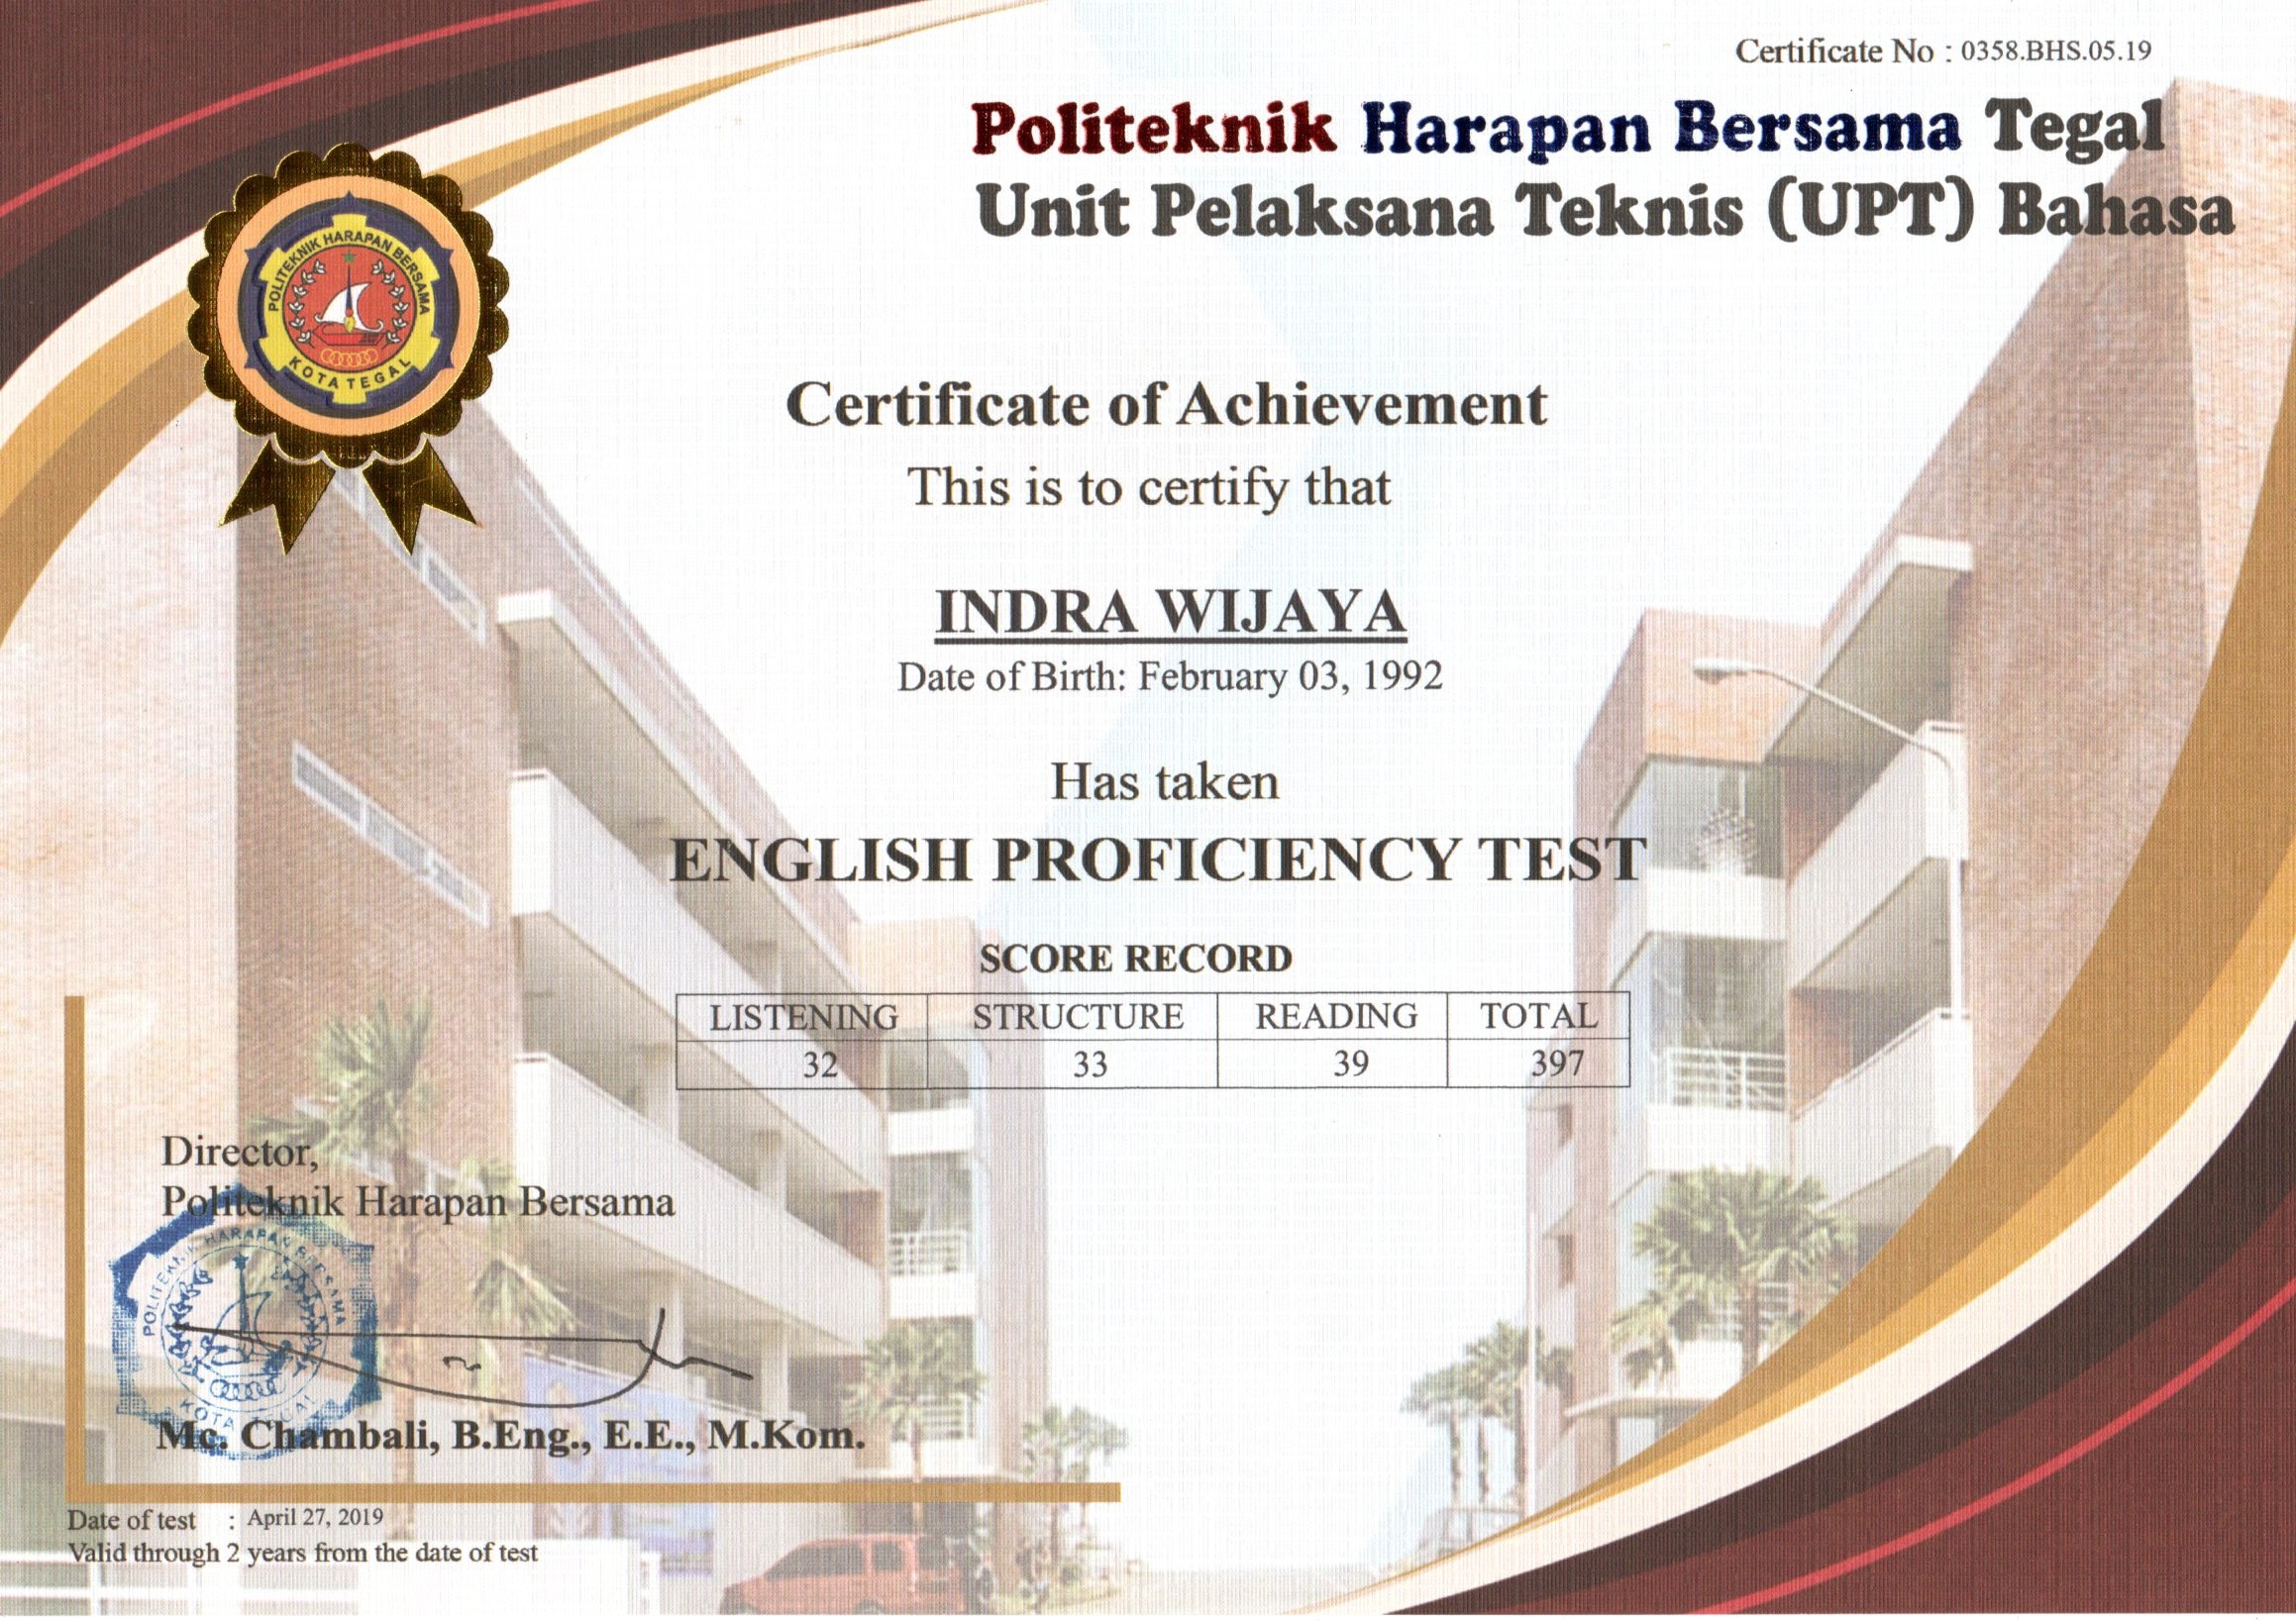 Certificate No : 0358.BHS.05.19
Politeknik Harapan Bersama Tegal
Unit Pelaksana Teknis (UPT) Bahasa
POLITEKNIK HARAPAN BERSAMA
KOTA TEGAL
Certificate of Achievement
This is to certify that
INDRA WIJAYA
Date of Birth: February 03, 1992
Has taken
ENGLISH PROFICIENCY TEST
SCORE RECORD
LISTENING STRUCTURE READING TOTAL
32 33 39 397
Director,
Politeknik Harapan Bersama
POLITEKNIK HARAPAN BERSAMA
KOTA
Mc. Chambali, B.Eng., E.E., M.Kom.
Date of test : April 27, 2019
Valid through 2 years from the date of test